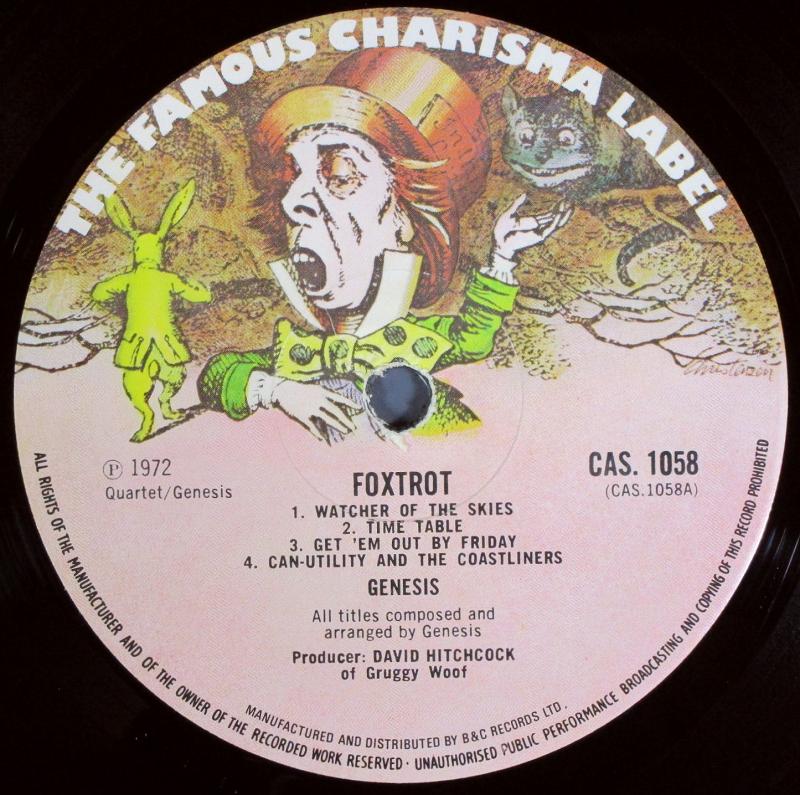 THE FAMOUS CHARISMA LABEL
Christensen
Ⓟ 1972
Quartet/Genesis
CAS. 1058
(CAS.1058A)
FOXTROT
1. WATCHER OF THE SKIES
2. TIME TABLE
3. GET 'EM OUT BY FRIDAY
4. CAN-UTILITY AND THE COASTLINERS
GENESIS
All titles composed and
arranged by Genesis
Producer: DAVID HITCHCOCK
of Gruggy Woof
MANUFACTURED AND DISTRIBUTED BY B&C RECORDS LTD.
ALL RIGHTS OF THE MANUFACTURER AND OF THE OWNER OF THE RECORDED WORK RESERVED · UNAUTHORISED PUBLIC PERFORMANCE BROADCASTING AND COPYING OF THIS RECORD PROHIBITED